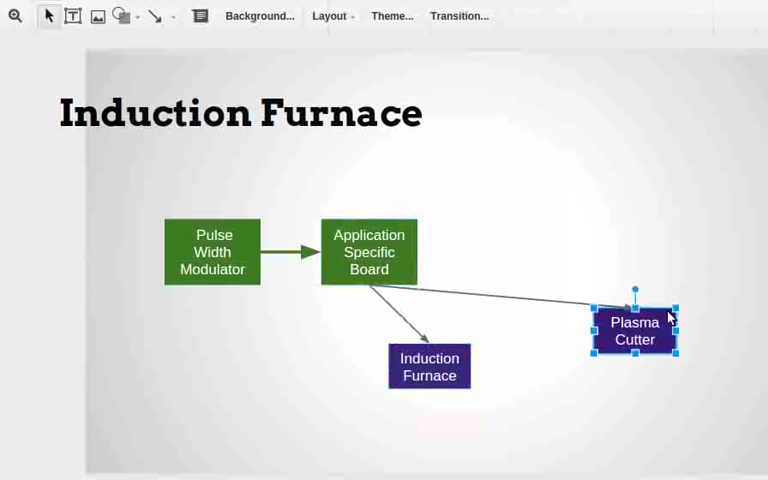 Background... Layout Theme... Transition...
Induction Furnace
Pulse
Width
Modulator
Application
Specific
Board
Plasma
Cutter
Induction
Furnace